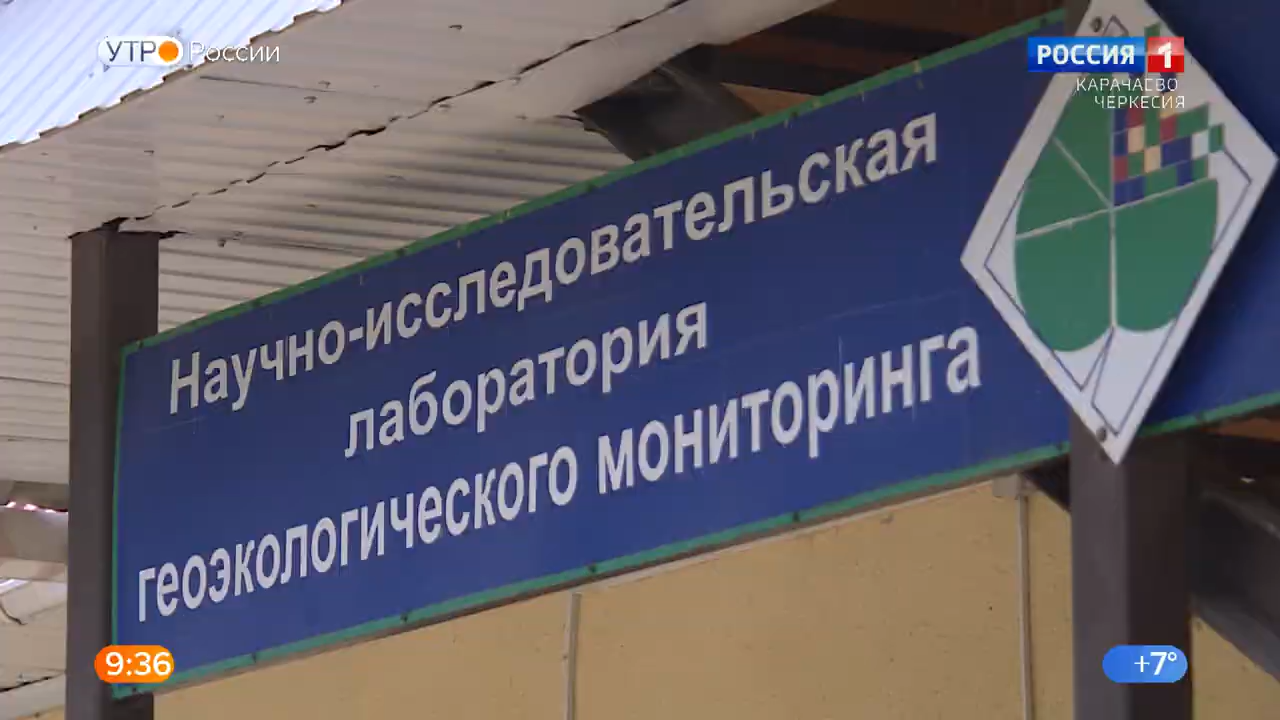 УТРО России
РОССИЯ 1
КАРАЧАЕВО
ЧЕРКЕСИЯ
Научно-исследовательская
лаборатория
геоэкологического мониторинга
9:36
+7°